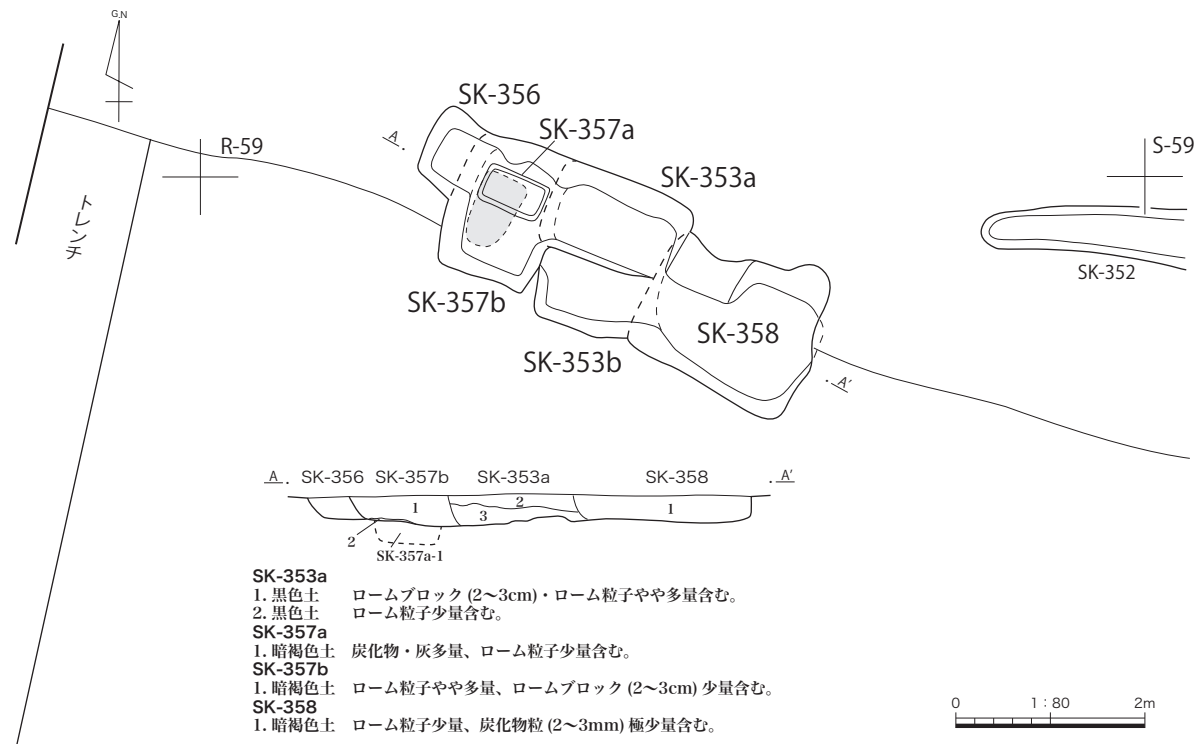 G.N
SK-356
SK-357a
A
R-59
S-59
SK-353a
トレンチ
SK-352
SK-357b
SK-358
SK-353b
A'
A SK-356 SK-357b SK-353a SK-358 A'
1 2 3 1
2
SK-357a-1
SK-353a
1. 黒色土 ロームブロック (2〜3cm)・ローム粒子やや多量含む。
2. 黒色土 ローム粒子少量含む。
SK-357a
1. 暗褐色土 炭化物・灰多量、ローム粒子少量含む。
SK-357b
1. 暗褐色土 ローム粒子やや多量、ロームブロック (2〜3cm) 少量含む。
SK-358
1. 暗褐色土 ローム粒子少量、炭化物粒 (2〜3mm) 極少量含む。
0 1:80 2m